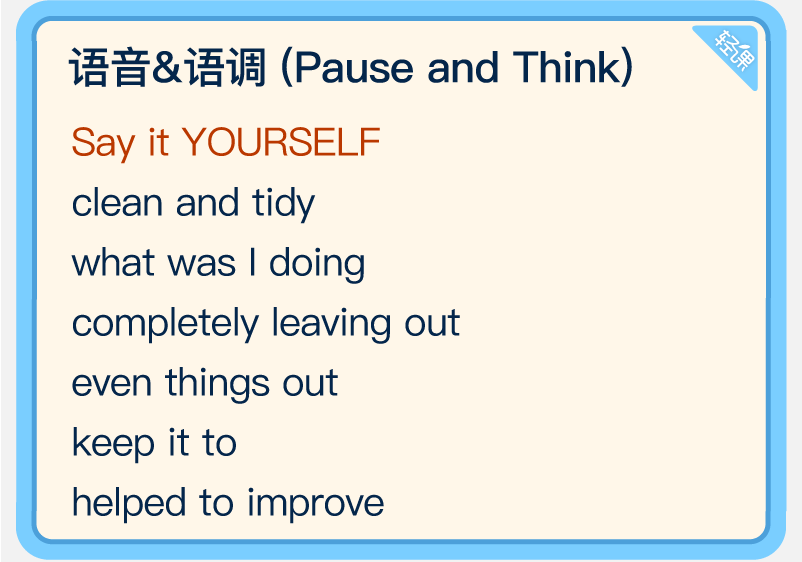 语音&语调 (Pause and Think)
轻课
Say it YOURSELF
clean and tidy
what was I doing
completely leaving out
even things out
keep it to
helped to improve